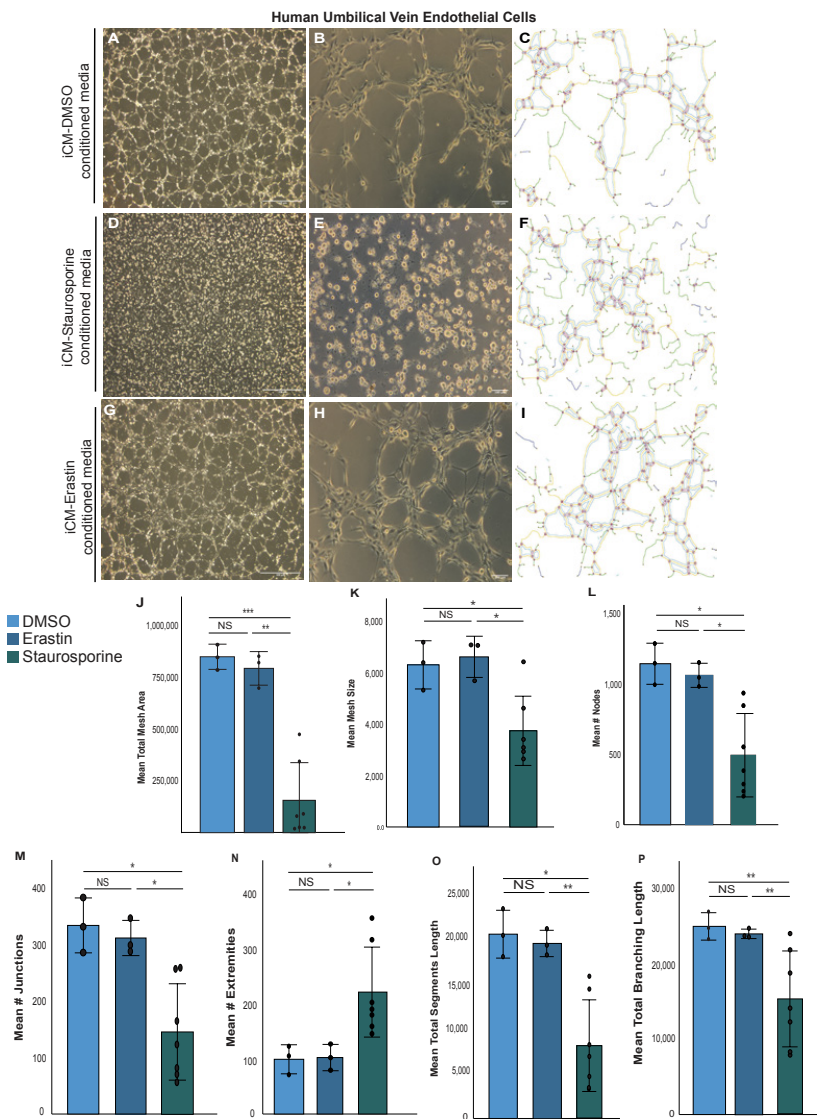 Human Umbilical Vein Endothelial Cells
iCM-DMSO
conditioned media
A
B
C
iCM-Staurosporine
conditioned media
D
E
F
iCM-Erastin
conditioned media
G
H
I
DMSO
Erastin
Staurosporine
J
Mean Total Mesh Area
1,000,000
750,000
500,000
250,000
***
NS
**
K
Mean Mesh Size
8,000
6,000
4,000
2,000
0.0
*
NS
*
L
Mean # Nodes
1,500
1,000
500
0
*
NS
*
M
Mean # Junctions
400
300
200
100
0
*
NS
*
N
Mean # Extremities
400
300
200
100
0
*
NS
*
O
Mean Total Segments Length
25,000
20,000
15,000
10,000
5,000
0
*
NS
**
P
Mean Total Branching Length
30,000
20,000
10,000
0
**
NS
**